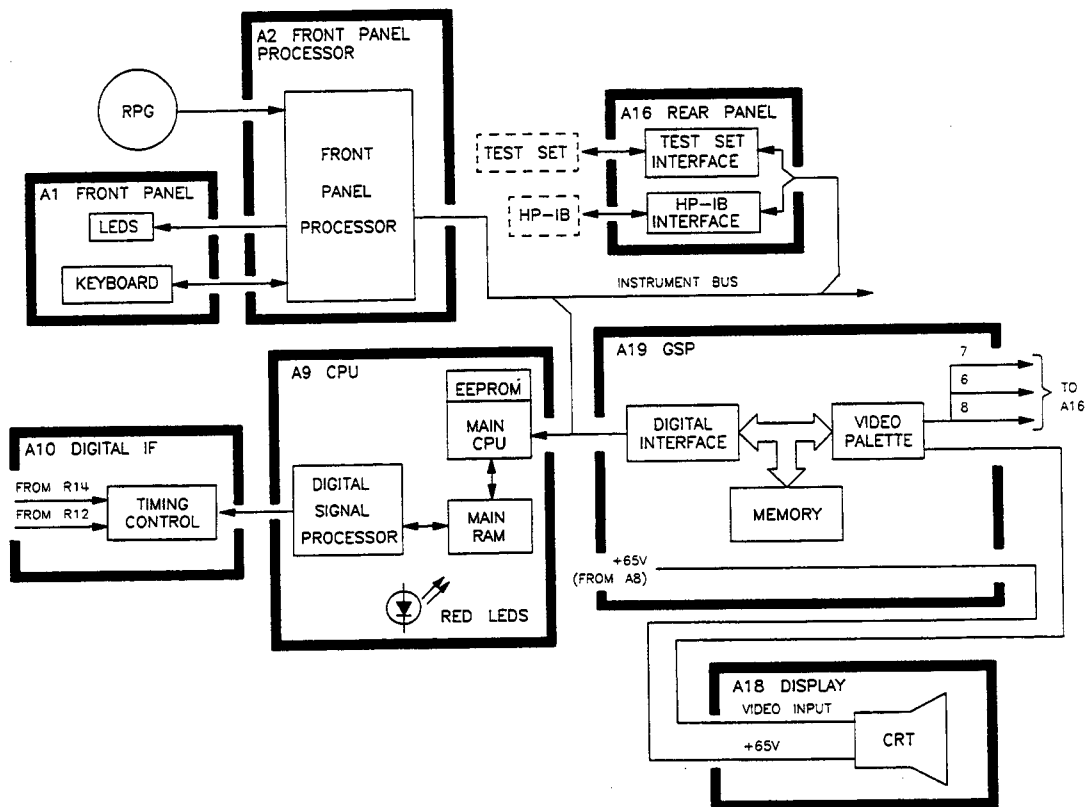 A2 FRONT PANEL
PROCESSOR
RPG
FRONT
PANEL
PROCESSOR
A1 FRONT PANEL
LEDS
KEYBOARD
A16 REAR PANEL
TEST SET
TEST SET
INTERFACE
HP-IB
HP-IB
INTERFACE
INSTRUMENT BUS
A9 CPU
EEPROM
MAIN
CPU
DIGITAL
SIGNAL
PROCESSOR
MAIN
RAM
RED LEDS
A10 DIGITAL IF
FROM R14
FROM R12
TIMING
CONTROL
A19 GSP
DIGITAL
INTERFACE
VIDEO
PALETTE
MEMORY
7
6
8
TO
A16
+65V
(FROM A8)
A18 DISPLAY
VIDEO INPUT
+65V
CRT